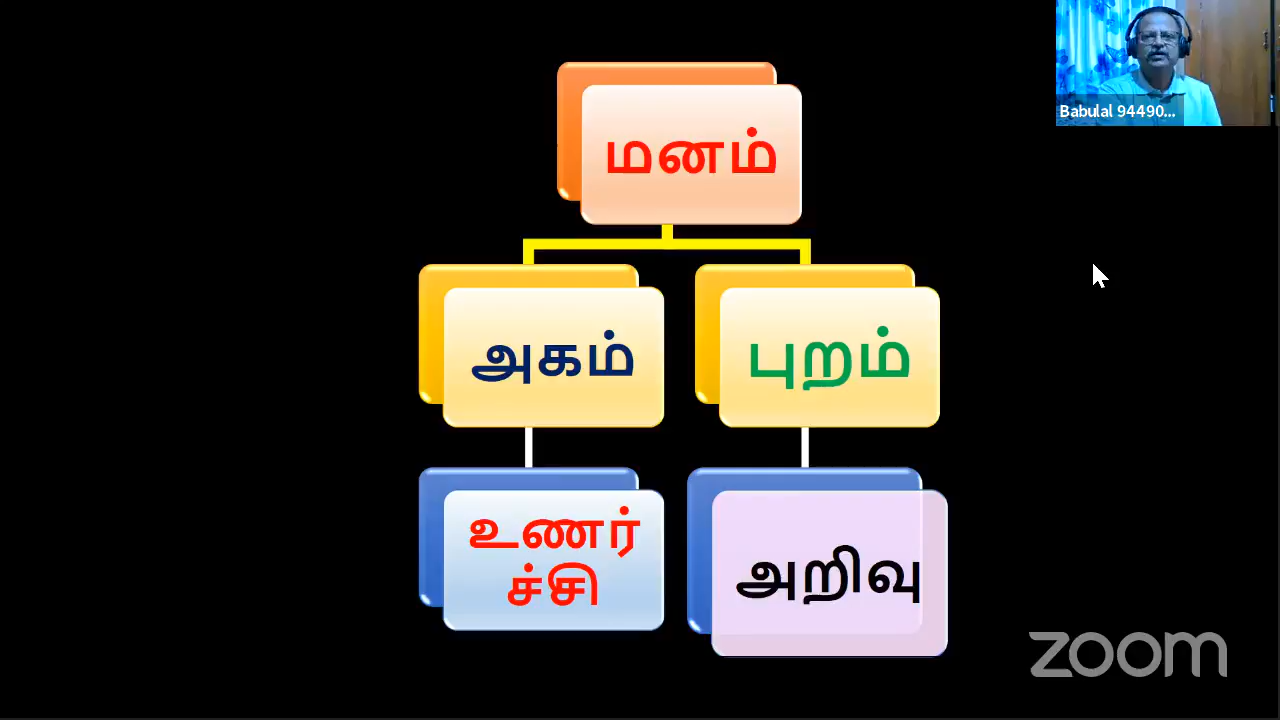 Babulal 94490...
மனம்
அகம்
புறம்
உணர்
ச்சி
அறிவு
zoom